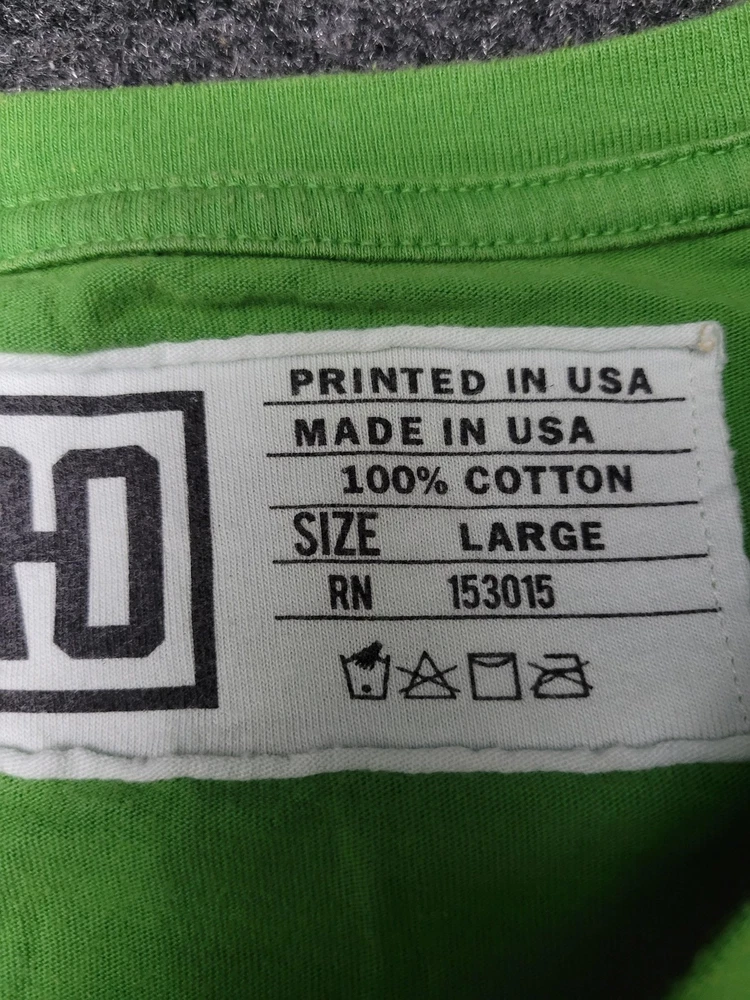 PRINTED IN USA
MADE IN USA
100% COTTON
SIZE LARGE
RN 153015